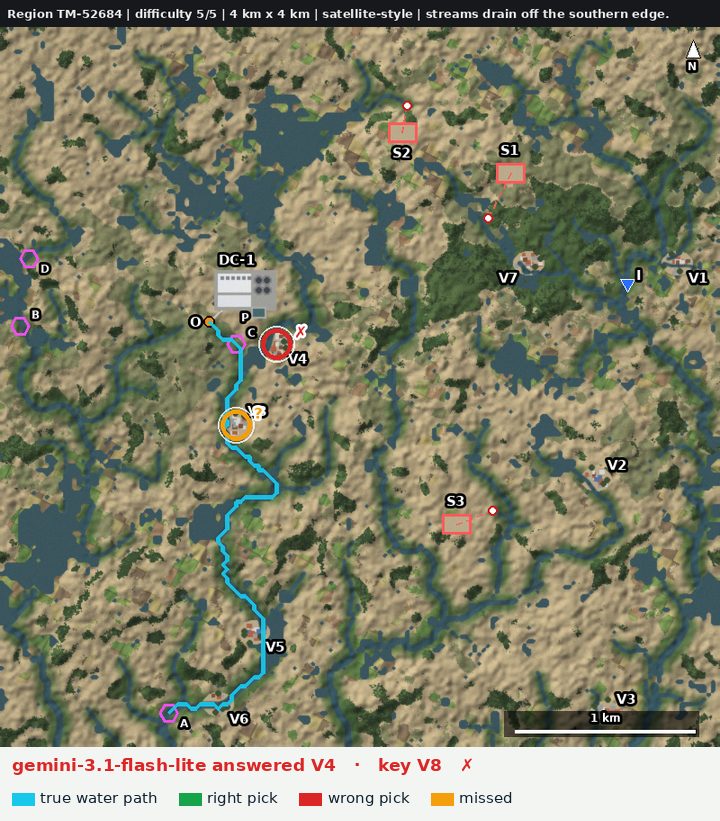 Region TM-52684 | difficulty 5/5 | 4 km x 4 km | satellite-style | streams drain off the southern edge.
N
S2
S1
D
DC-1
V7
I
V1
B
O
P
C
✗
V4
V8
?
V2
S3
V5
A
V6
V3
1 km
gemini-3.1-flash-lite answered V4 · key V8 ✗
true water path
right pick
wrong pick
missed